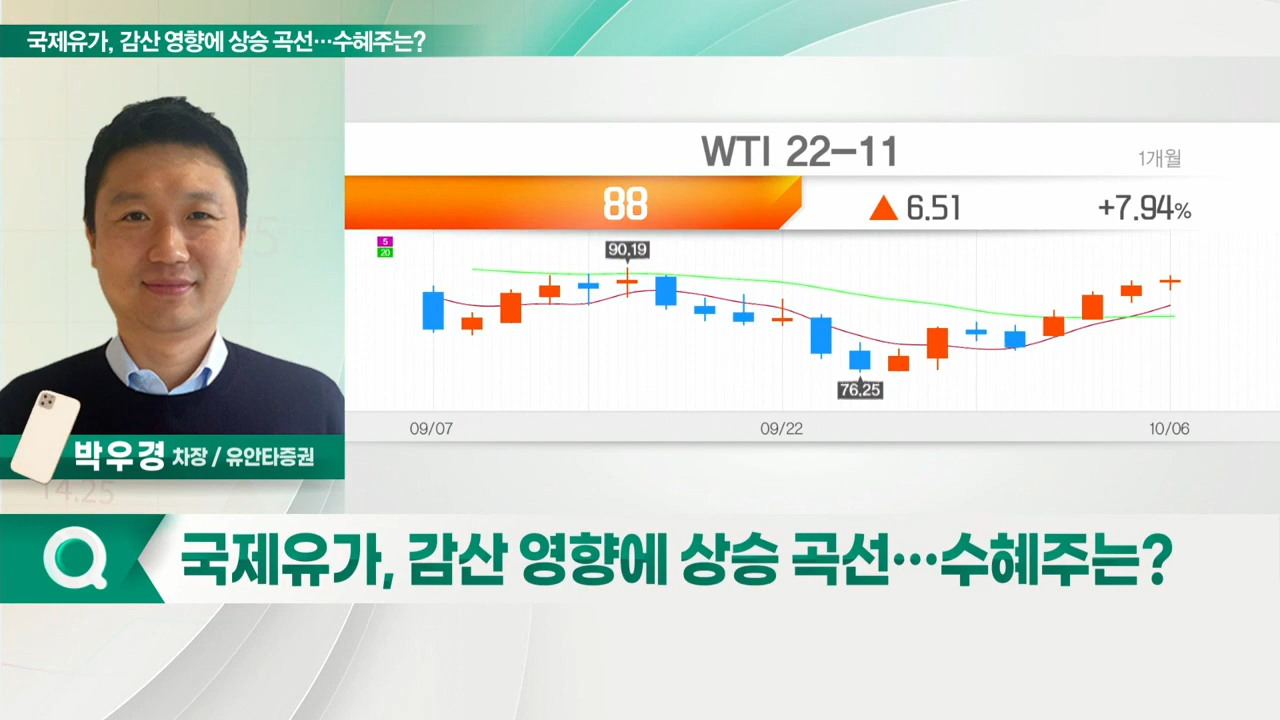 국제유가, 감산 영향에 상승 곡선…수혜주는?
WTI 22-11
1개월
88
▲ 6.51
+7.94%
5
20
90.19
76.25
09/07
09/22
10/06
박우경 차장 / 유안타증권
14.25
Q 국제유가, 감산 영향에 상승 곡선…수혜주는?